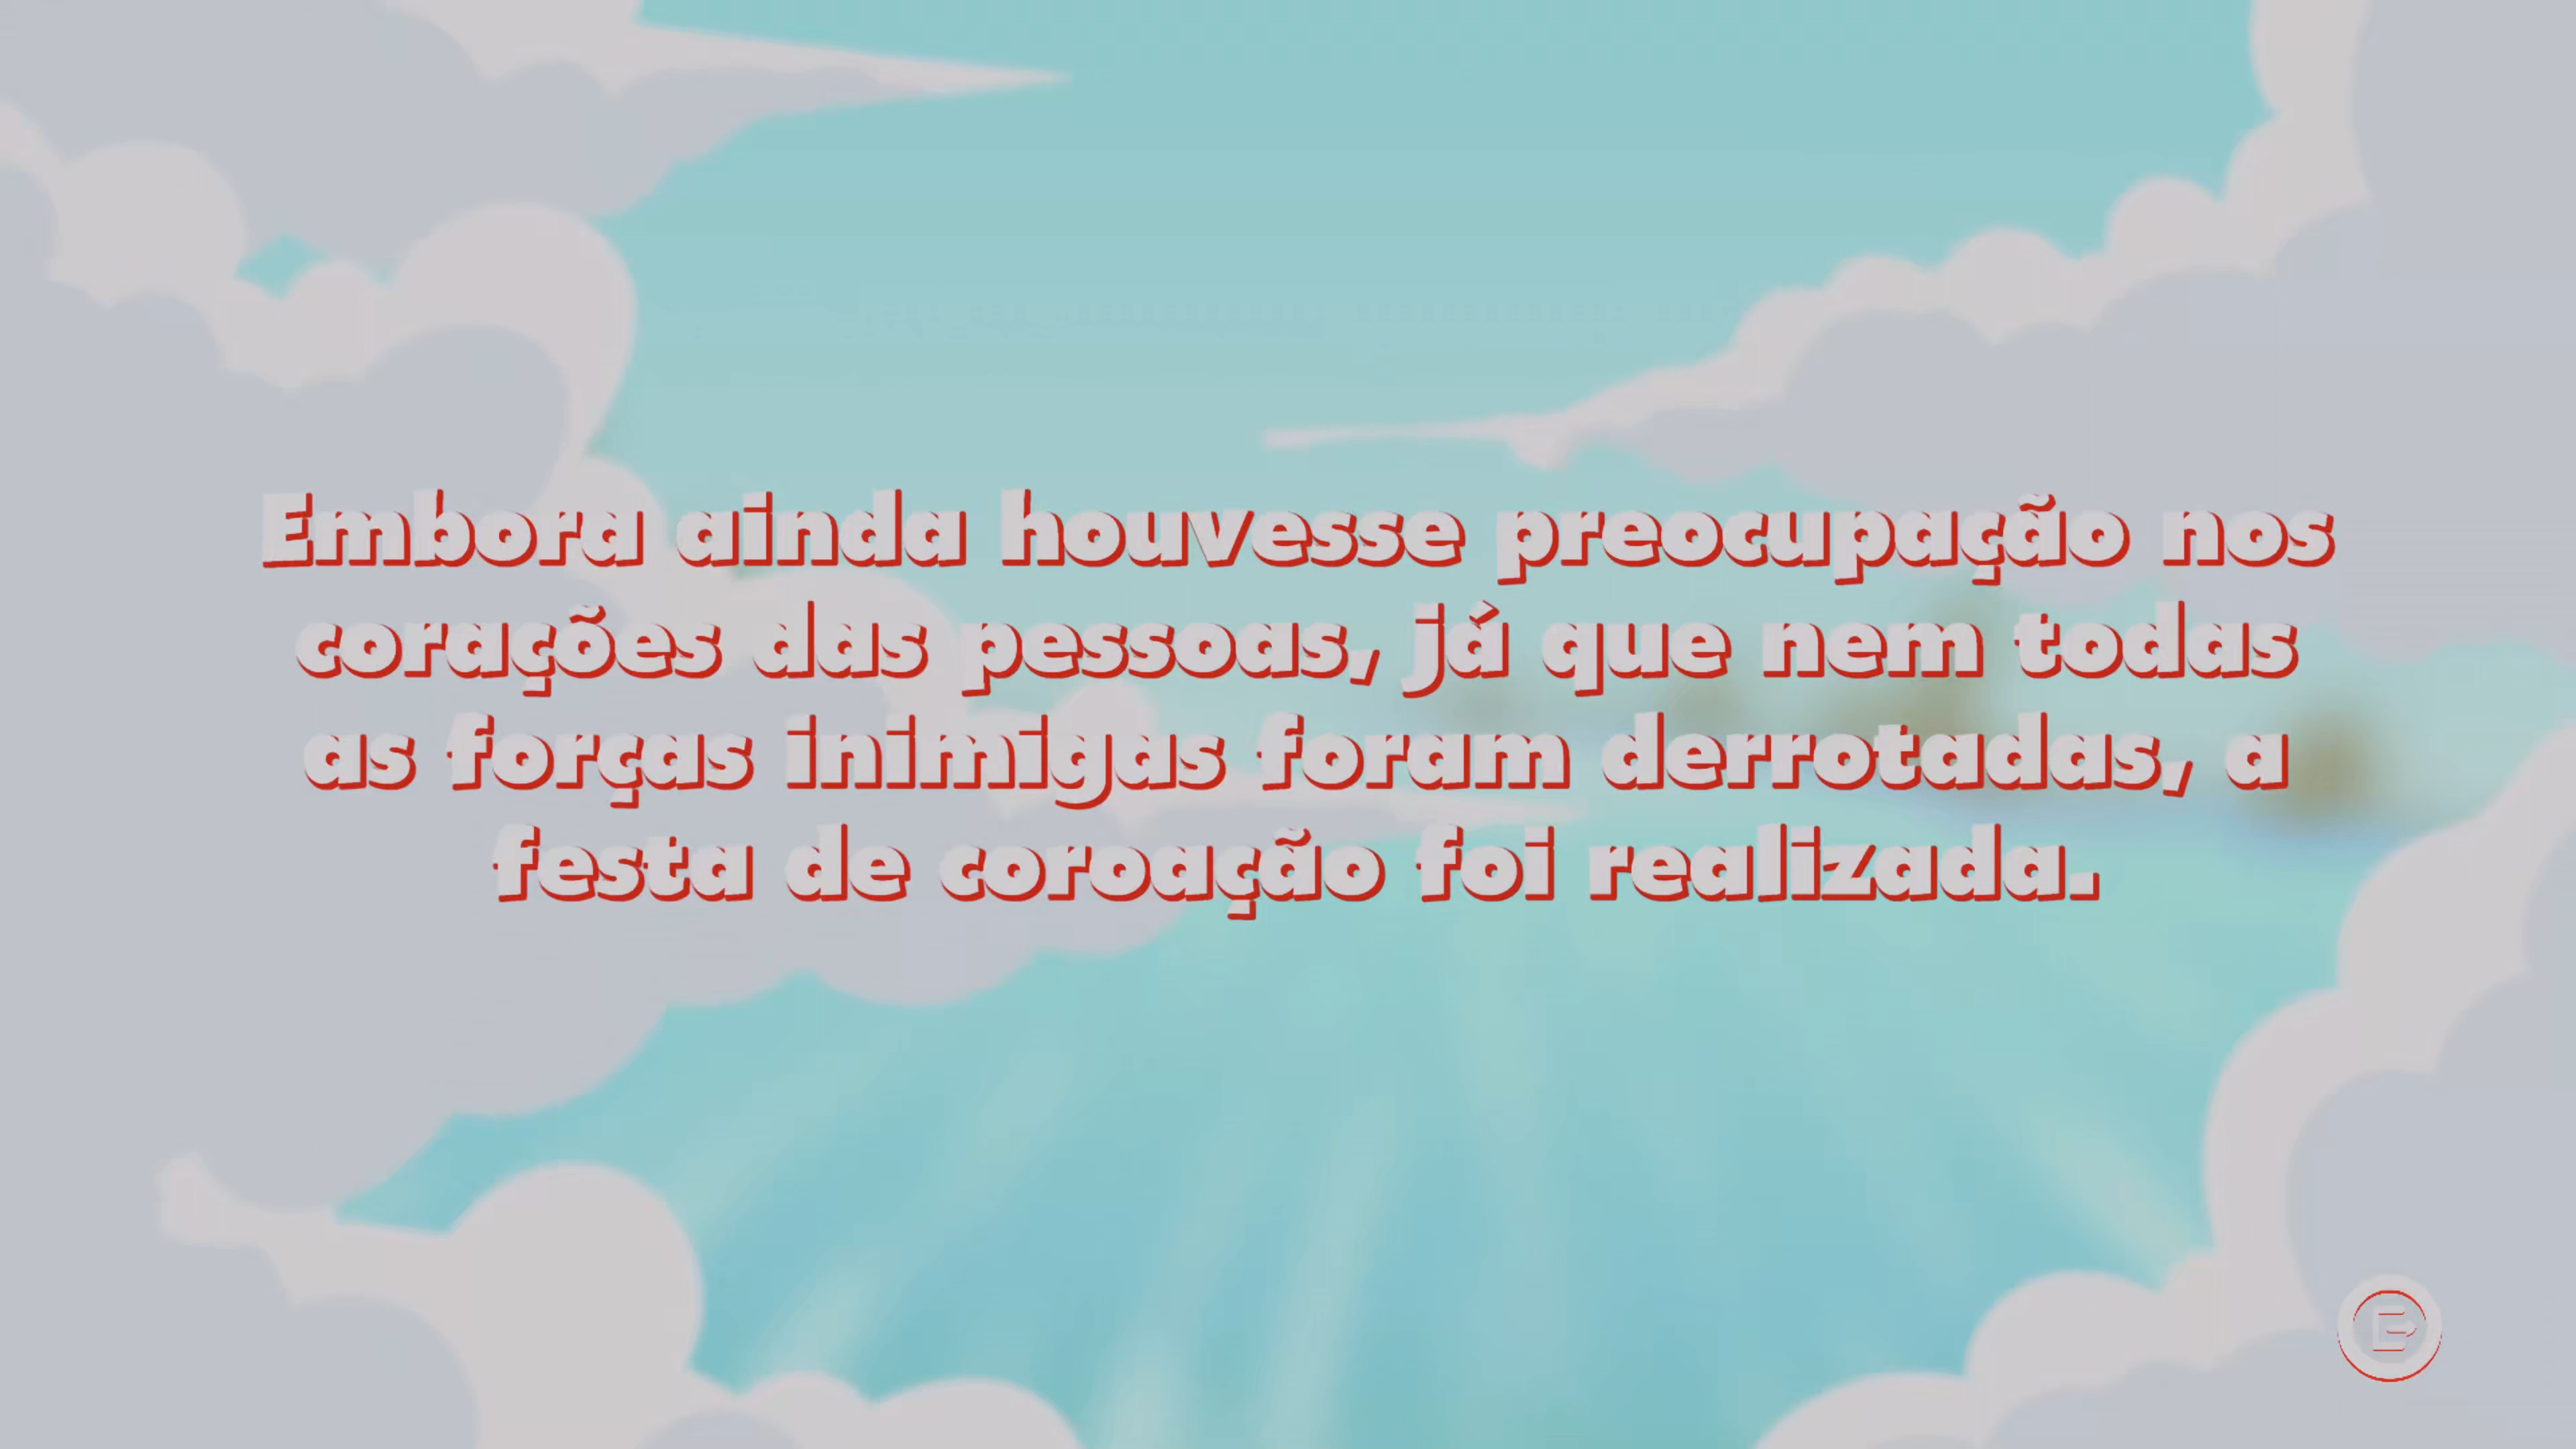 Embora ainda houvesse preocupação nos
corações das pessoas, já que nem todas
as forças inimigas foram derrotadas, a
festa de coroação foi realizada.